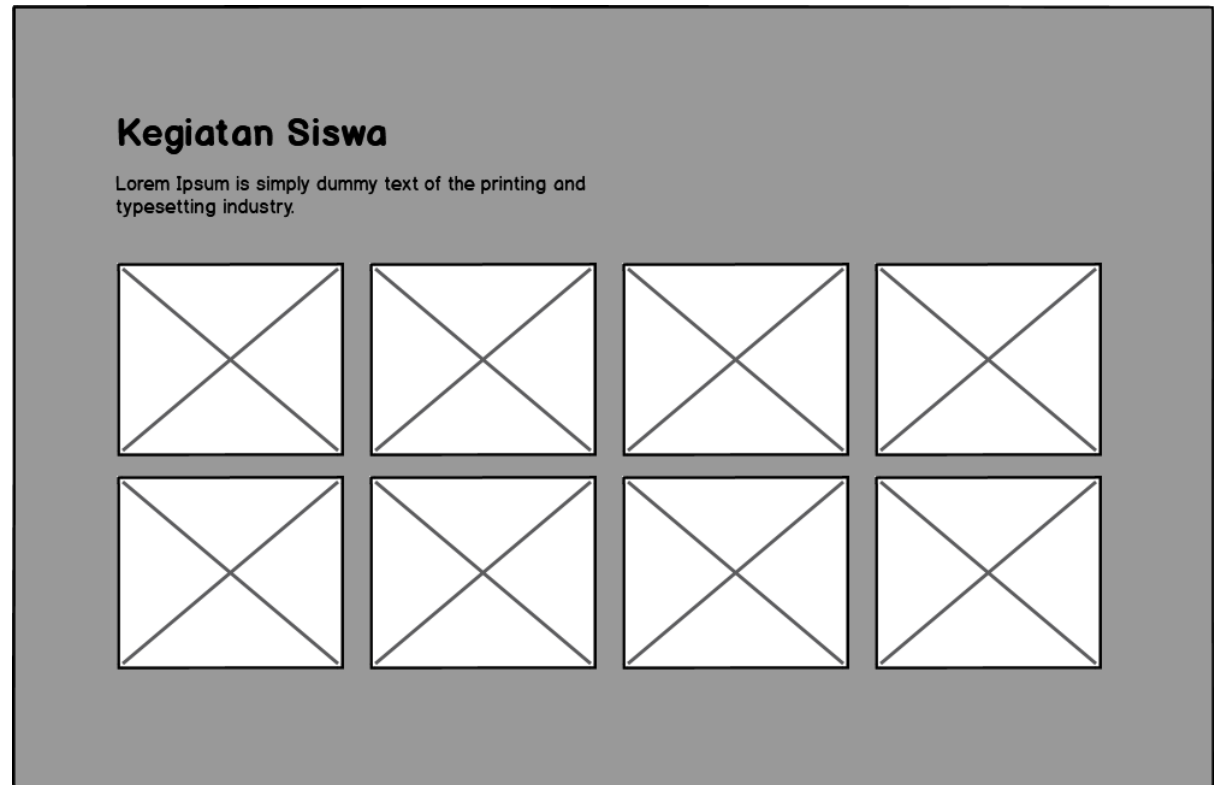 Kegiatan Siswa
Lorem Ipsum is simply dummy text of the printing and
typesetting industry.